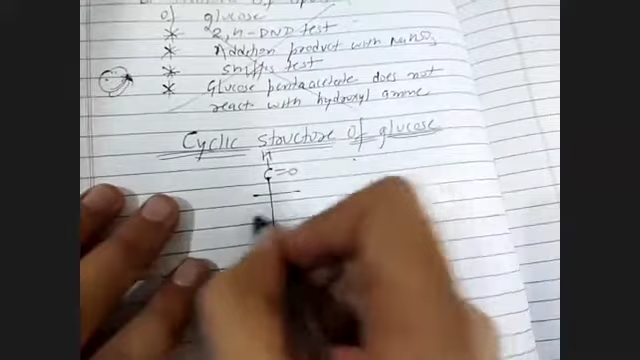 glucose
* 2,4-DNP test
* Addition product with NaHSO3
* Shiffs test
* Glucose pentaacetate does not
react with hydroxyl amine
Cyclic structure of glucose
H
C=O